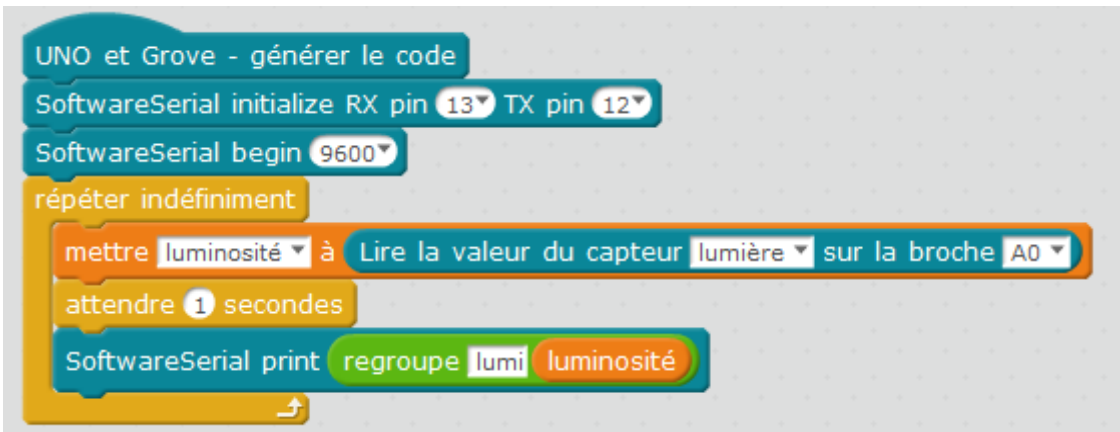 UNO et Grove - générer le code
SoftwareSerial initialize RX pin 13 TX pin 12
SoftwareSerial begin 9600
répéter indéfiniment
mettre luminosité à Lire la valeur du capteur lumière sur la broche A0
attendre 1 secondes
SoftwareSerial print regroupe lumi luminosité